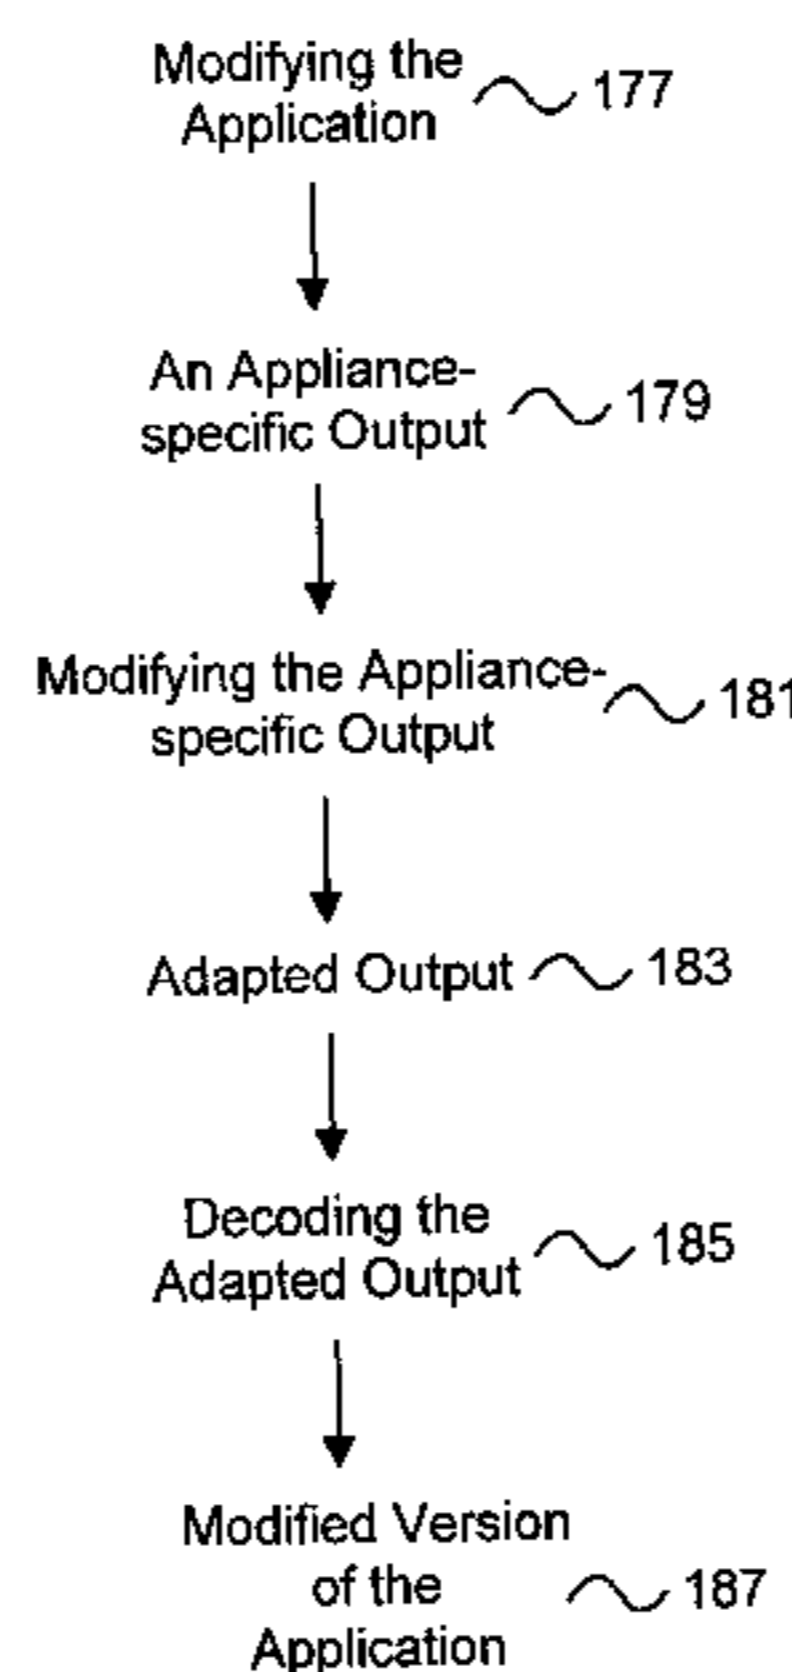 Modifying the
Application
177
An Appliance-
specific Output
179
Modifying the Appliance-
specific Output
181
Adapted Output
183
Decoding the
Adapted Output
185
Modified Version
of the
Application
187